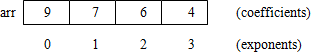 arr 9 7 6 4 (coefficients)
0 1 2 3 (exponents)